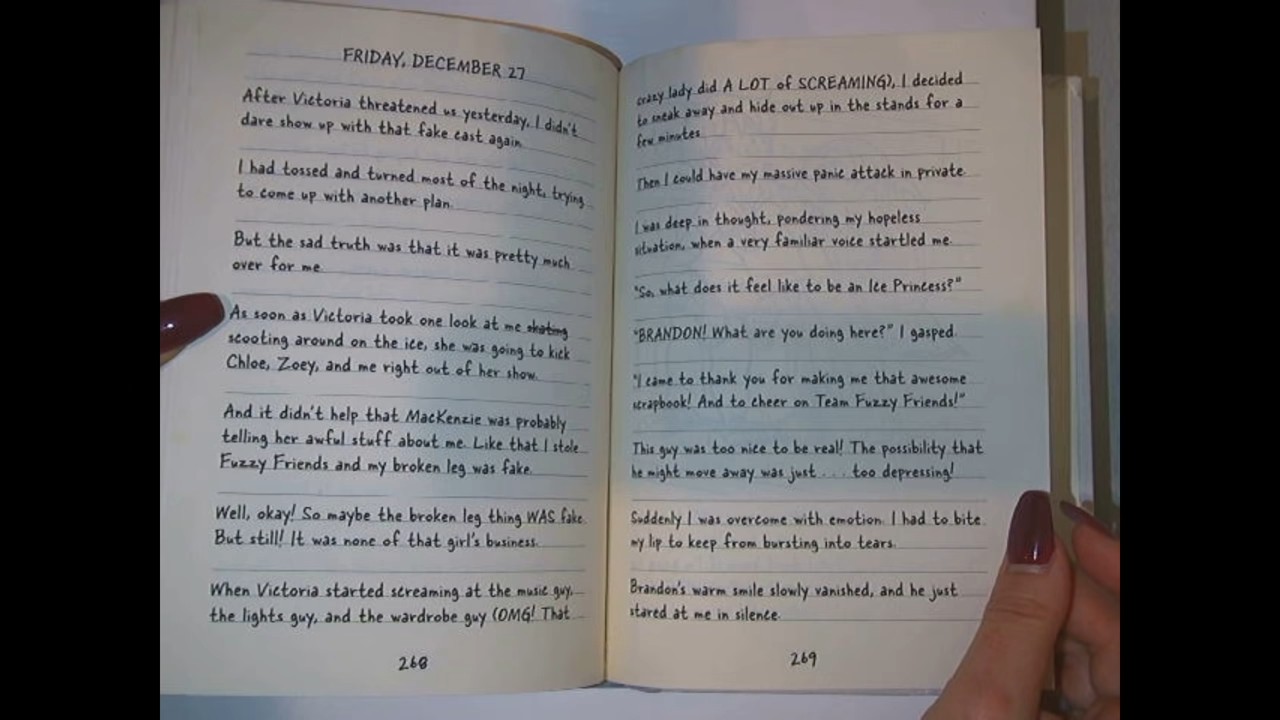 FRIDAY, DECEMBER 27
After Victoria threatened us yesterday, I didn't
dare show up with that fake cast again.
I had tossed and turned most of the night, trying
to come up with another plan.
But the sad truth was that it was pretty much
over for me.
As soon as Victoria took one look at me skating
scooting around on the ice, she was going to kick
Chloe, Zoey, and me right out of her show.
And it didn't help that MacKenzie was probably
telling her awful stuff about me. Like that I stole
Fuzzy Friends and my broken leg was fake.
Well, okay! So maybe the broken leg thing WAS fake.
But still! It was none of that girl's business.
When Victoria started screaming at the music guy,
the lights guy, and the wardrobe guy (OMG! That
268
crazy lady did A LOT of SCREAMING), I decided
to sneak away and hide out up in the stands for a
few minutes.
Then I could have my massive panic attack in private.
I was deep in thought, pondering my hopeless
situation, when a very familiar voice startled me.
"So, what does it feel like to be an Ice Princess?"
"BRANDON! What are you doing here?" I gasped.
"I came to thank you for making me that awesome
scrapbook! And to cheer on Team Fuzzy Friends!"
This guy was too nice to be real! The possibility that
he might move away was just . . . too depressing!
Suddenly I was overcome with emotion. I had to bite
my lip to keep from bursting into tears.
Brandon's warm smile slowly vanished, and he just
stared at me in silence.
269